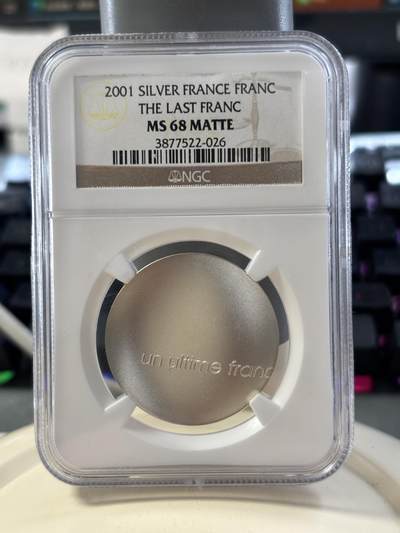 2001 SILVER FRANCE FRANC
THE LAST FRANC
MS 68 MATTE
3877522-026
NGC
un ultime franc